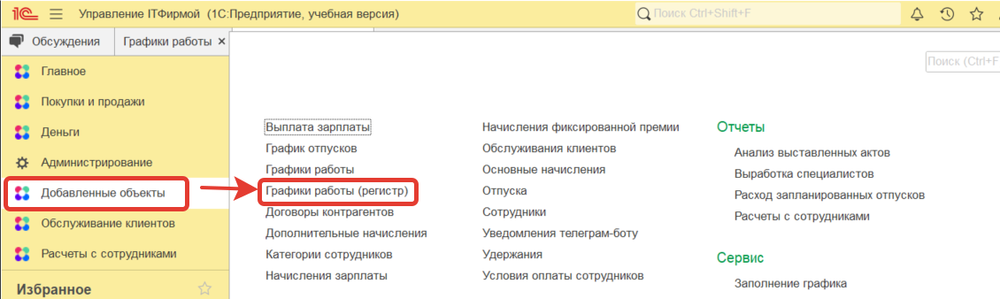 1С Управление ITФирмой (1С:Предприятие, учебная версия) Поиск Ctrl+Shift+F
Обсуждения Графики работы ×
Поиск (Ctrl+F
Главное
Покупки и продажи
Деньги
Администрирование
Добавленные объекты
Обслуживание клиентов
Расчеты с сотрудниками
Избранное
Выплата зарплаты
График отпусков
Графики работы
Графики работы (регистр)
Договоры контрагентов
Дополнительные начисления
Категории сотрудников
Начисления зарплаты
Начисления фиксированной премии
Обслуживания клиентов
Основные начисления
Отпуска
Сотрудники
Уведомления телеграм-боту
Удержания
Условия оплаты сотрудников
Отчеты
Анализ выставленных актов
Выработка специалистов
Расход запланированных отпусков
Расчеты с сотрудниками
Сервис
Заполнение графика